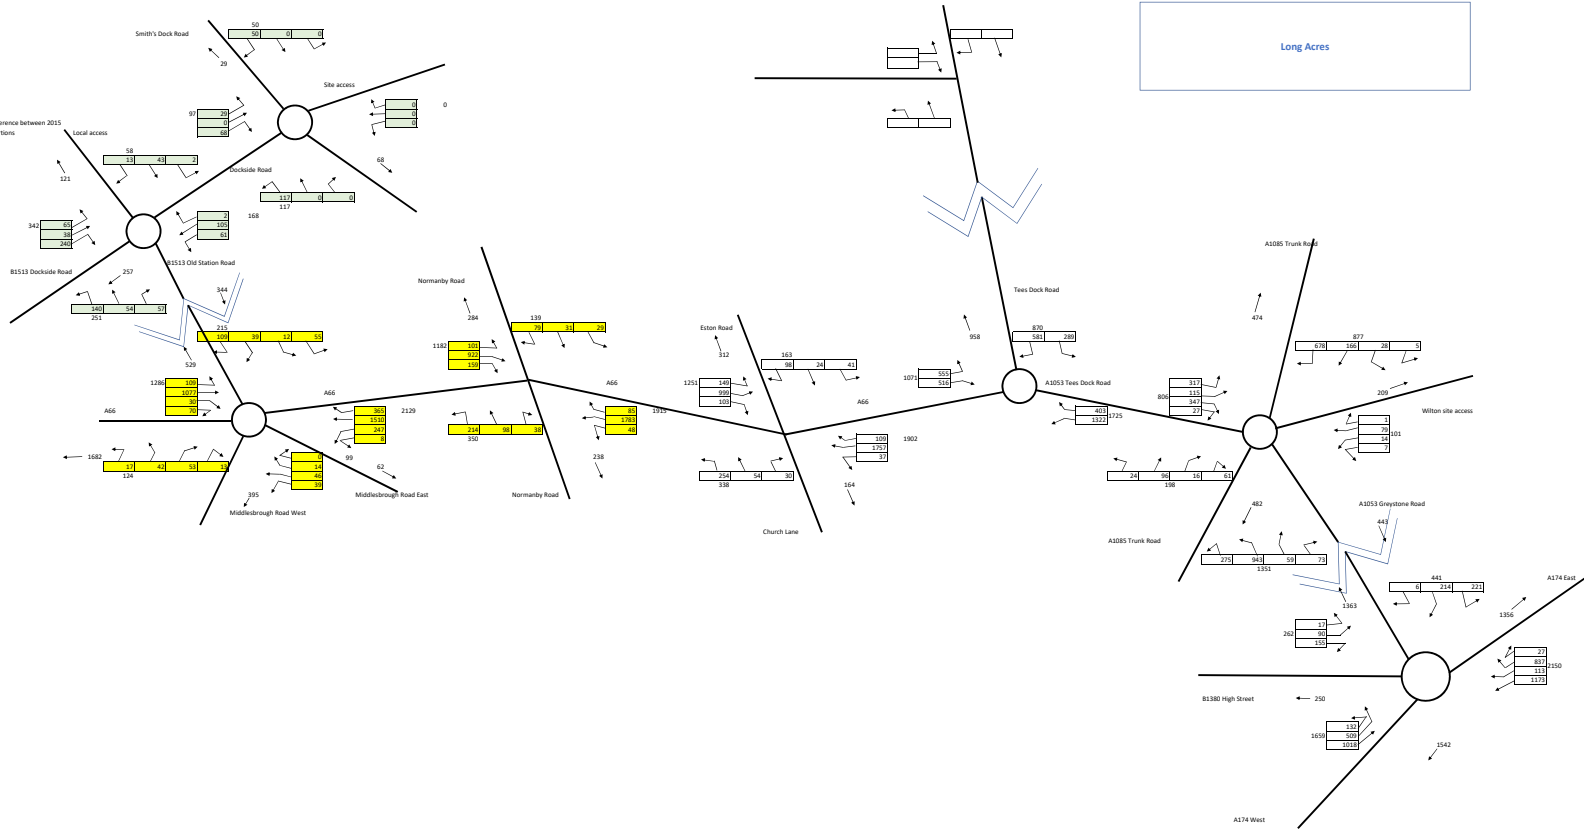 50
Smith's Dock Road
50 0 0
29
Long Acres
Site access
97 29
0
68
0 0
0
0
erence between 2015
tions
Local access
58
13 43 2
121
68
Dockside Road
117 0 0
117
342 65
38
240
2 168
105
61
B1513 Old Station Road
B1513 Dockside Road
257
344
140 54 57
251
215
109 39 12 55
529
Normanby Road
284
139
79 31 29
1182 101
922
159
1286 109
1077
30
70
A66
A66
365 2129
1510
247
8
1682
17 42 53 13
124
0 99
14
46
39
62
395
Middlesbrough Road East
Middlesbrough Road West
214 98 38
350
A66
85 1915
1783
48
238
Normanby Road
Eston Road
312
163
98 24 41
1251 149
999
103
A66
109 1902
1757
37
254 54 30
338
164
Church Lane
Tees Dock Road
958
870
581 289
1071 555
516
A1053 Tees Dock Road
403 1725
1322
A1085 Trunk Road
474
877
678 166 28 5
806 317
115
347
27
209
Wilton site access
1 101
79
14
7
24 96 16 61
198
482
A1053 Greystone Road
443
A1085 Trunk Road
275 943 59 73
1351
441
6 214 221
A174 East
1363
1356
262 17
90
155
27 2150
837
113
1173
B1380 High Street
250
1659 132
509
1018
1542
A174 West